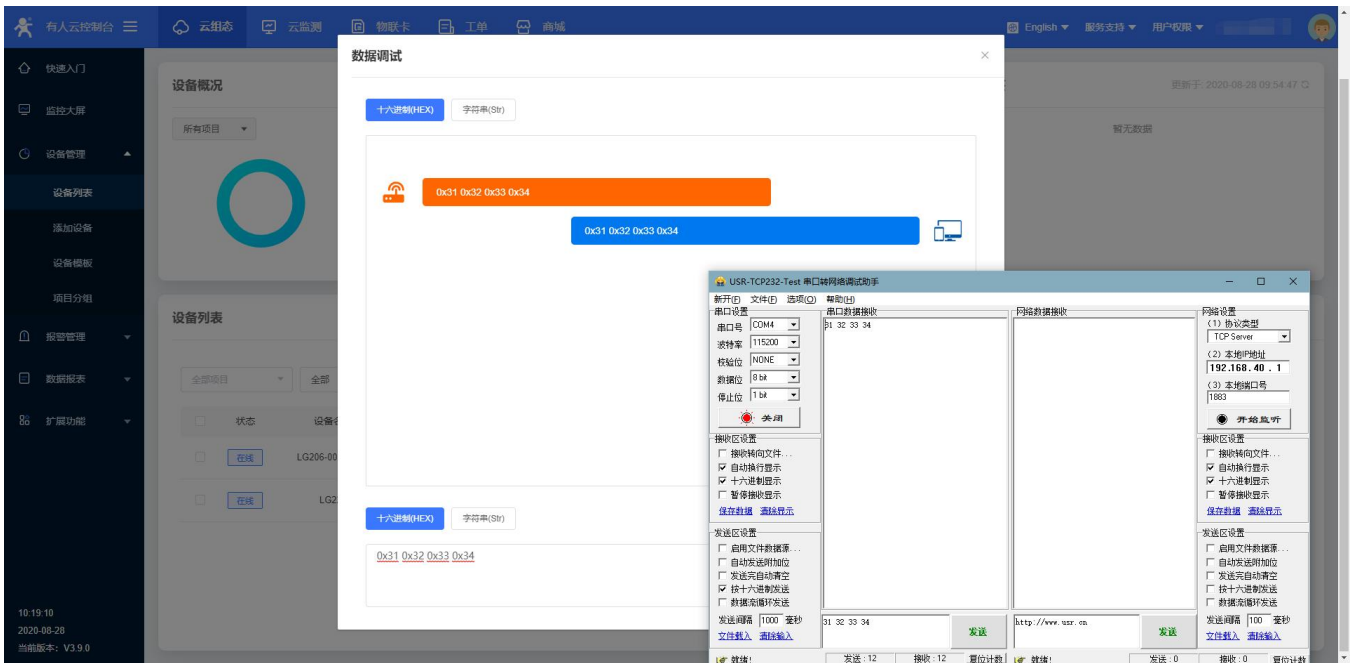 有人云控制台
云组态
云监测
物联卡
工单
商城
English
服务支持
用户权限
快速入门
监控大屏
设备管理
设备列表
添加设备
设备模板
项目分组
报警管理
数据报表
扩展功能
10:19:10
2020-08-28
当前版本：V3.9.0
设备概况
更新于: 2020-08-28 09:54:47
所有项目
暂无数据
设备列表
全部项目
全部
状态
在线
LG206-00
在线
数据调试
×
十六进制(HEX)
字符串(Str)
0x31 0x32 0x33 0x34
0x31 0x32 0x33 0x34
十六进制(HEX)
字符串(Str)
0x31 0x32 0x33 0x34
USR-TCP232-Test 串口转网络调试助手
新开(F) 文件(F) 选项(O) 帮助(H)
串口设置
串口号 COM4
波特率 115200
校验位 NONE
数据位 8 bit
停止位 1 bit
关闭
接收区设置
接收转向文件...
自动换行显示
十六进制显示
暂停接收显示
保存数据 清除显示
发送区设置
启用文件数据源...
自动发送附加位
发送完自动清空
按十六进制发送
数据流循环发送
发送间隔 1000 毫秒
文件载入 清除输入
串口数据接收
31 32 33 34
31 32 33 34
发送
就绪!
发送:12
接收:12
复位计数
网络数据接收
http://www.usr.cn
发送
就绪!
发送:0
接收:0
复位计数
网络设置
(1) 协议类型
TCP Server
(2) 本地IP地址
192.168.40 . 1
(3) 本地端口号
1883
开始监听
接收区设置
接收转向文件...
自动换行显示
十六进制显示
暂停接收显示
保存数据 清除显示
发送区设置
启用文件数据源...
自动发送附加位
发送完自动清空
按十六进制发送
数据流循环发送
发送间隔 100 毫秒
文件载入 清除输入